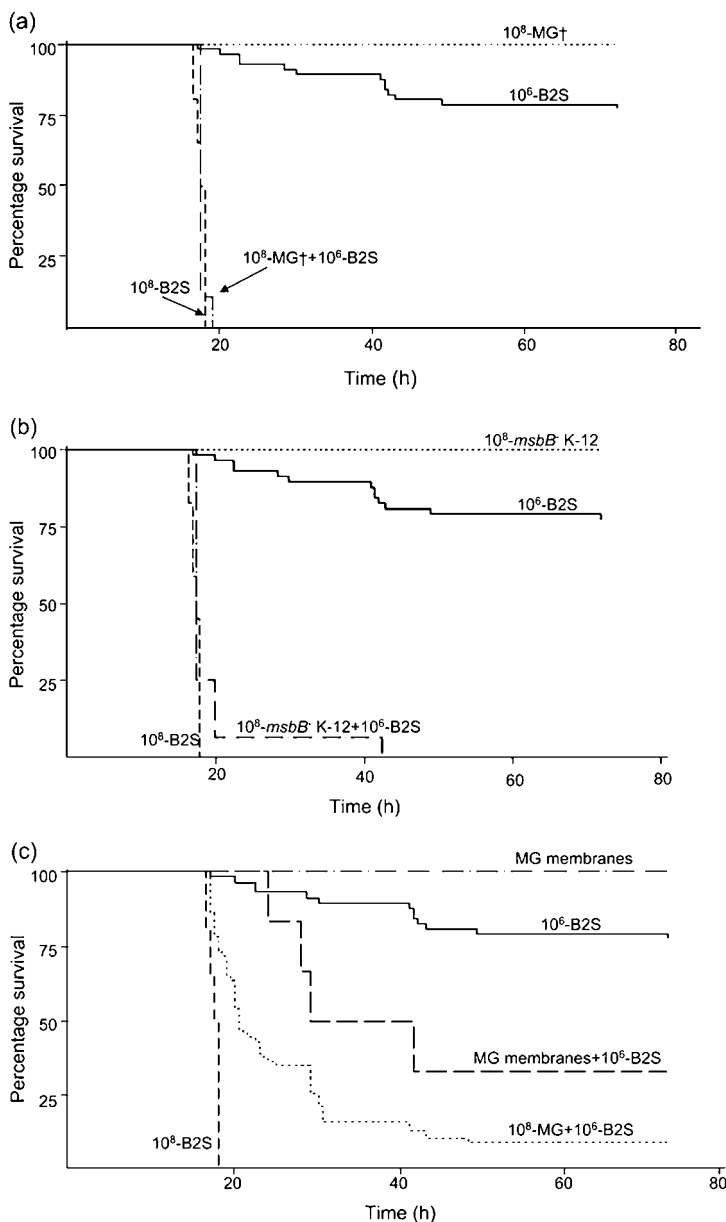 (a)
10⁸-MG†
100
10⁶-B2S
75
Percentage survival
50
10⁸-MG†+10⁶-B2S
25
10⁸-B2S
20 40 60 80
Time (h)
(b)
10⁸-msbB⁻ K-12
100
10⁶-B2S
75
Percentage survival
50
25
10⁸-msbB⁻ K-12+10⁶-B2S
10⁸-B2S
20 40 60 80
Time (h)
(c)
MG membranes
100
10⁶-B2S
75
Percentage survival
50
MG membranes+10⁶-B2S
25
10⁸-MG+10⁶-B2S
10⁸-B2S
20 40 60 80
Time (h)